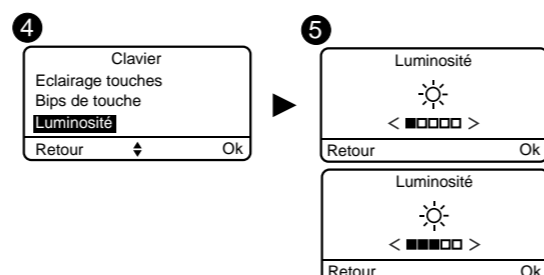 4
Clavier
Eclairage touches
Bips de touche
Luminosité
Retour Ok
5
Luminosité
< >
Retour Ok
Luminosité
< >
Retour Ok